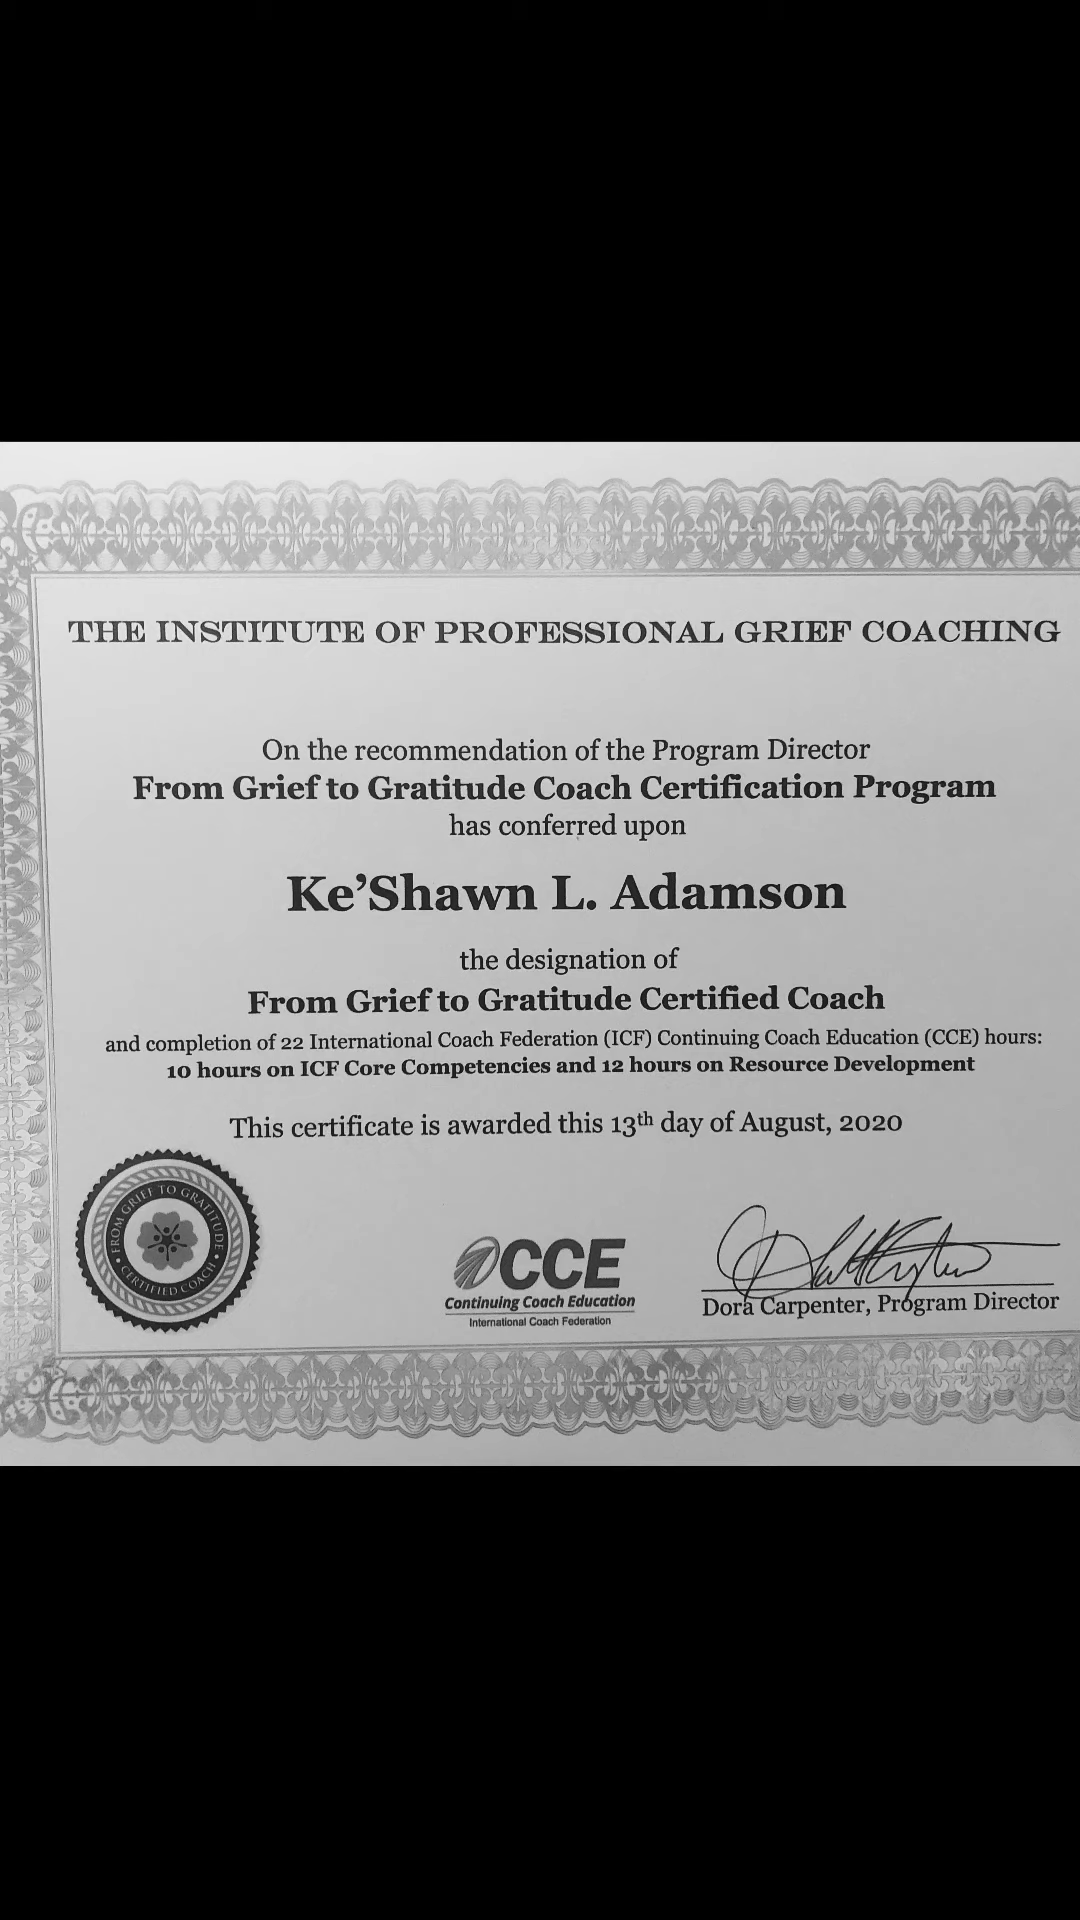 THE INSTITUTE OF PROFESSIONAL GRIEF COACHING
On the recommendation of the Program Director
From Grief to Gratitude Coach Certification Program
has conferred upon
Ke’Shawn L. Adamson
the designation of
From Grief to Gratitude Certified Coach
and completion of 22 International Coach Federation (ICF) Continuing Coach Education (CCE) hours:
10 hours on ICF Core Competencies and 12 hours on Resource Development
This certificate is awarded this 13th day of August, 2020
FROM GRIEF TO GRATITUDE
• CERTIFIED COACH •
CCE
Continuing Coach Education
International Coach Federation
Dora Carpenter, Program Director